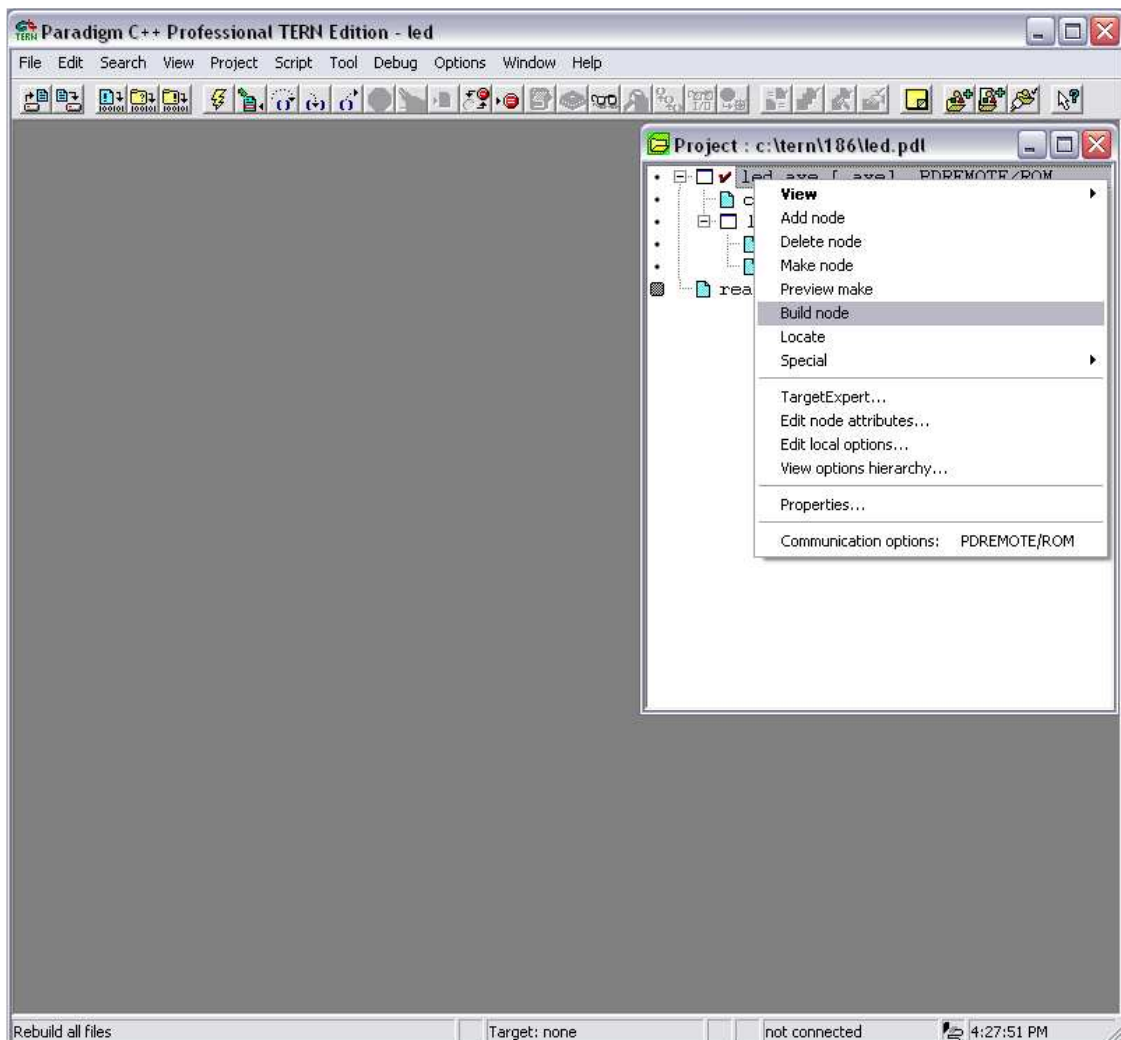 Paradigm C++ Professional TERN Edition - led
File Edit Search View Project Script Tool Debug Options Window Help
Project : c:\tern\186\led.pdl
led.axe [.axe] PDREMOTE/ROM
c
l
rea
View
Add node
Delete node
Make node
Preview make
Build node
Locate
Special
TargetExpert...
Edit node attributes...
Edit local options...
View options hierarchy...
Properties...
Communication options: PDREMOTE/ROM
Rebuild all files Target: none not connected 4:27:51 PM